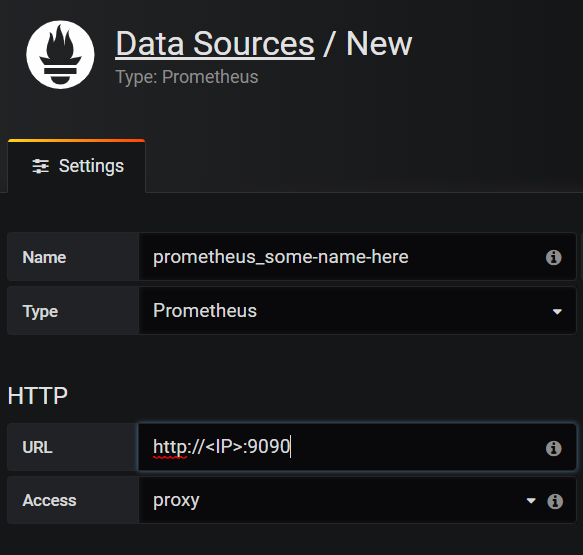 Data Sources / New
Type: Prometheus
Settings
Name prometheus_some-name-here
Type Prometheus
HTTP
URL http://<IP>:9090
Access proxy